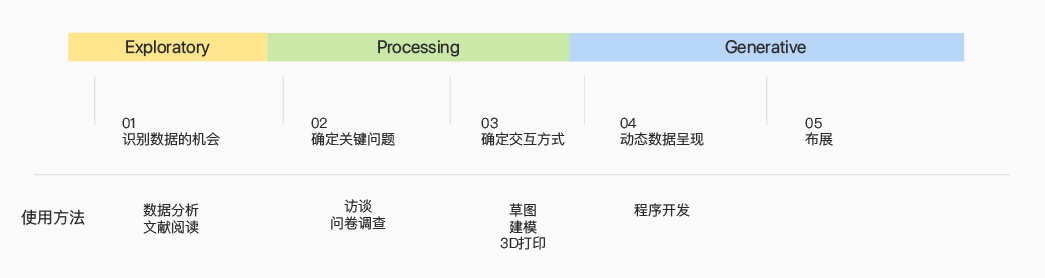 Exploratory
Processing
Generative
01
识别数据的机会
02
确定关键问题
03
确定交互方式
04
动态数据呈现
05
布展
使用方法
数据分析
文献阅读
访谈
问卷调查
草图
建模
3D打印
程序开发